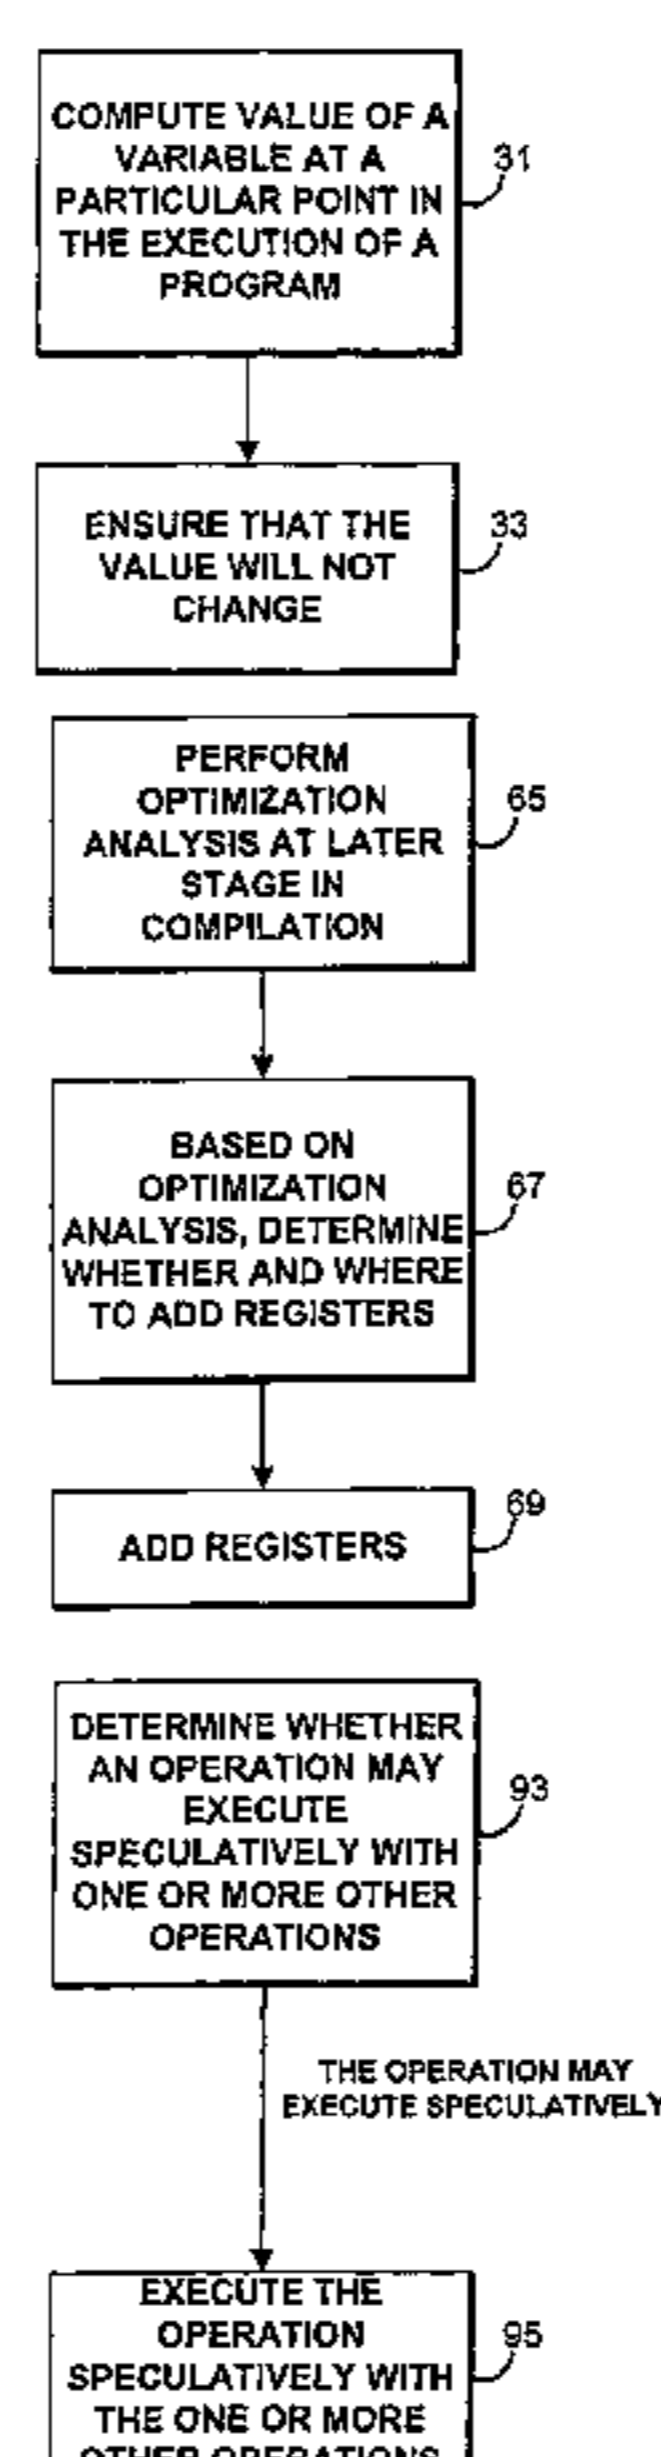 COMPUTE VALUE OF A
VARIABLE AT A
PARTICULAR POINT IN
THE EXECUTION OF A
PROGRAM
31
ENSURE THAT THE
VALUE WILL NOT
CHANGE
33
PERFORM
OPTIMIZATION
ANALYSIS AT LATER
STAGE IN
COMPILATION
65
BASED ON
OPTIMIZATION
ANALYSIS, DETERMINE
WHETHER AND WHERE
TO ADD REGISTERS
67
ADD REGISTERS
69
DETERMINE WHETHER
AN OPERATION MAY
EXECUTE
SPECULATIVELY WITH
ONE OR MORE OTHER
OPERATIONS
93
THE OPERATION MAY
EXECUTE SPECULATIVELY
EXECUTE THE
OPERATION
SPECULATIVELY WITH
THE ONE OR MORE
OTHER OPERATIONS
95